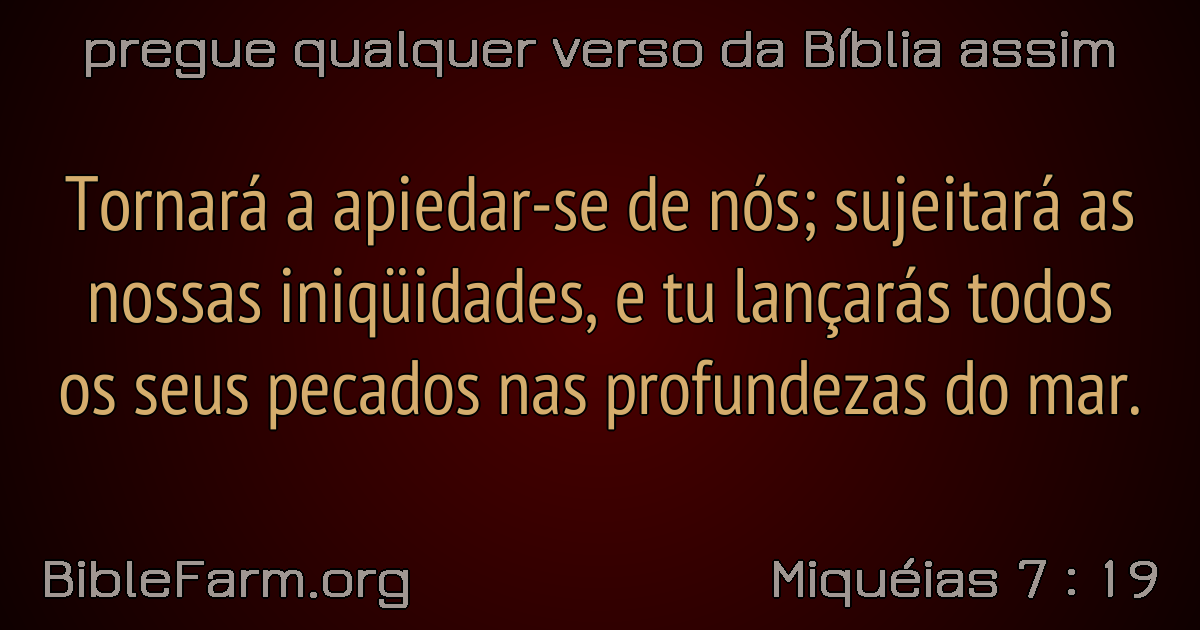 pregue qualquer verso da Bíblia assim
Tornará a apiedar-se de nós; sujeitará as
nossas iniqüidades, e tu lançarás todos
os seus pecados nas profundezas do mar.
BibleFarm.org
Miquéias 7 : 19